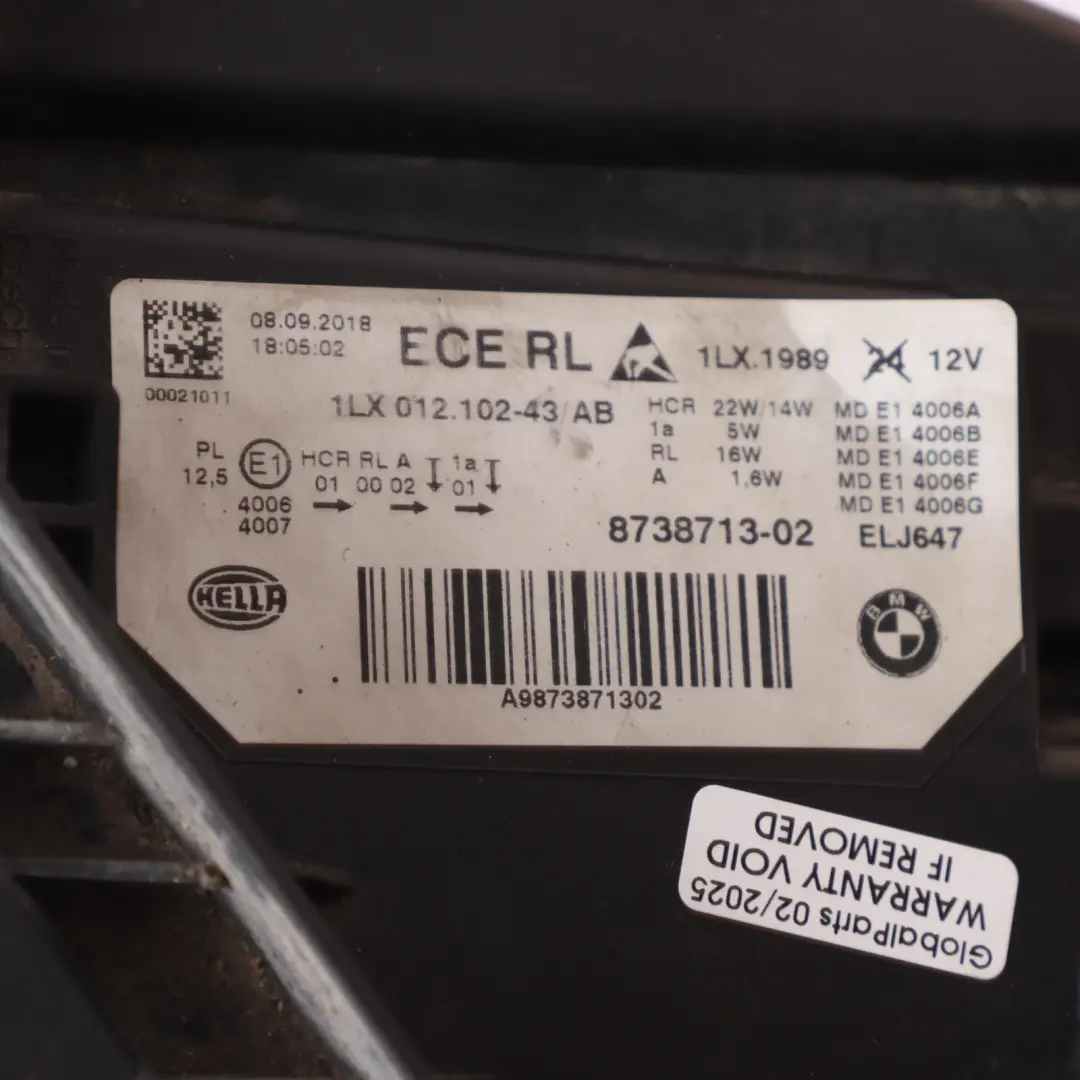 08.09.2018
18:05:02
00021011
ECE RL
1LX.1989 24 12V
1LX 012.102-43/AB
HCR 22W/14W
1a 5W
RL 16W
A 1,6W
MD E1 4006A
MD E1 4006B
MD E1 4006E
MD E1 4006F
MD E1 4006G
PL
12,5
E1
HCR RL A 1a
01 00 02 01
4006
4007
8738713-02 ELJ647
HELLA
BMW
A9873871302
GlobalParts 02/2025
WARRANTY VOID
IF REMOVED